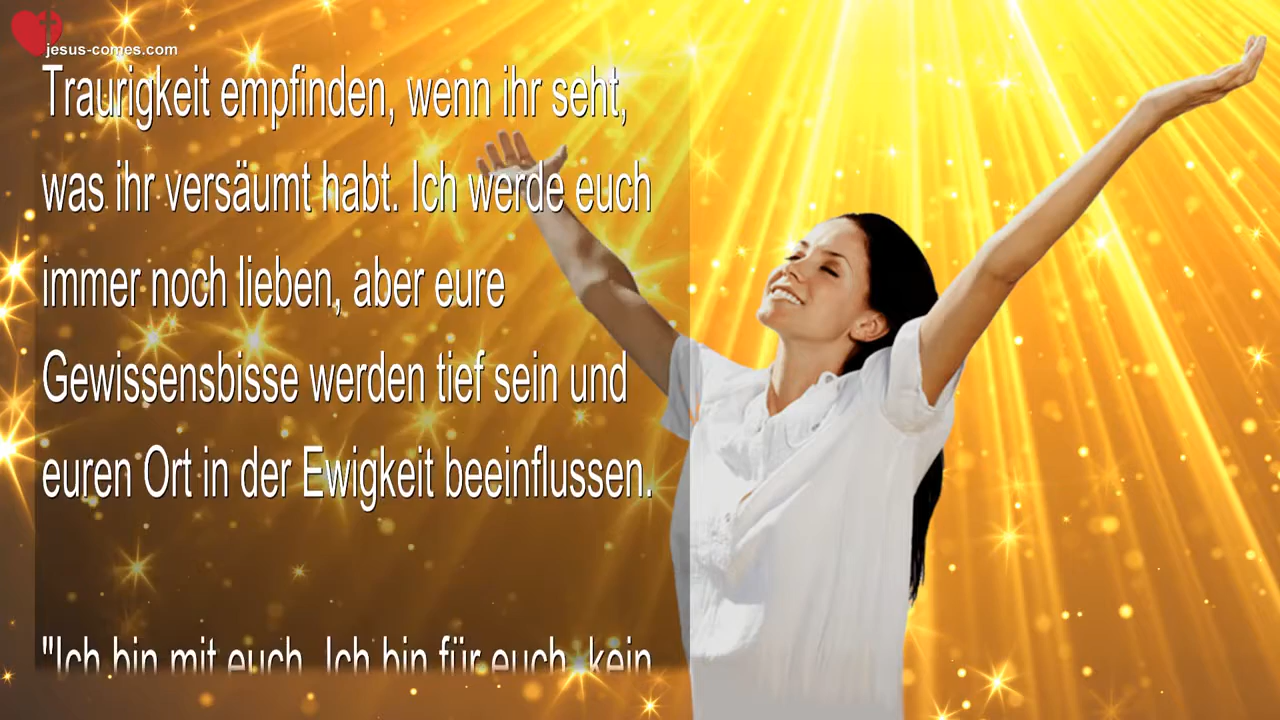 jesus-comes.com
Traurigkeit empfinden, wenn ihr seht,
was ihr versäumt habt. Ich werde euch
immer noch lieben, aber eure
Gewissensbisse werden tief sein und
euren Ort in der Ewigkeit beeinflussen.
"Ich bin mit euch. Ich bin für euch, kein